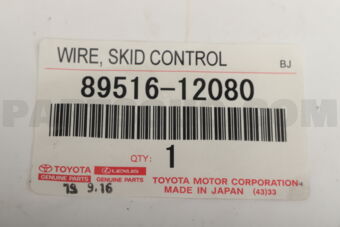 WIRE, SKID CONTROL BJ
89516-12080
QTY: 1
TOYOTA LEXUS
GENUINE PARTS GENUINE PARTS
TOYOTA MOTOR CORPORATION
MADE IN JAPAN (43)33
9.16